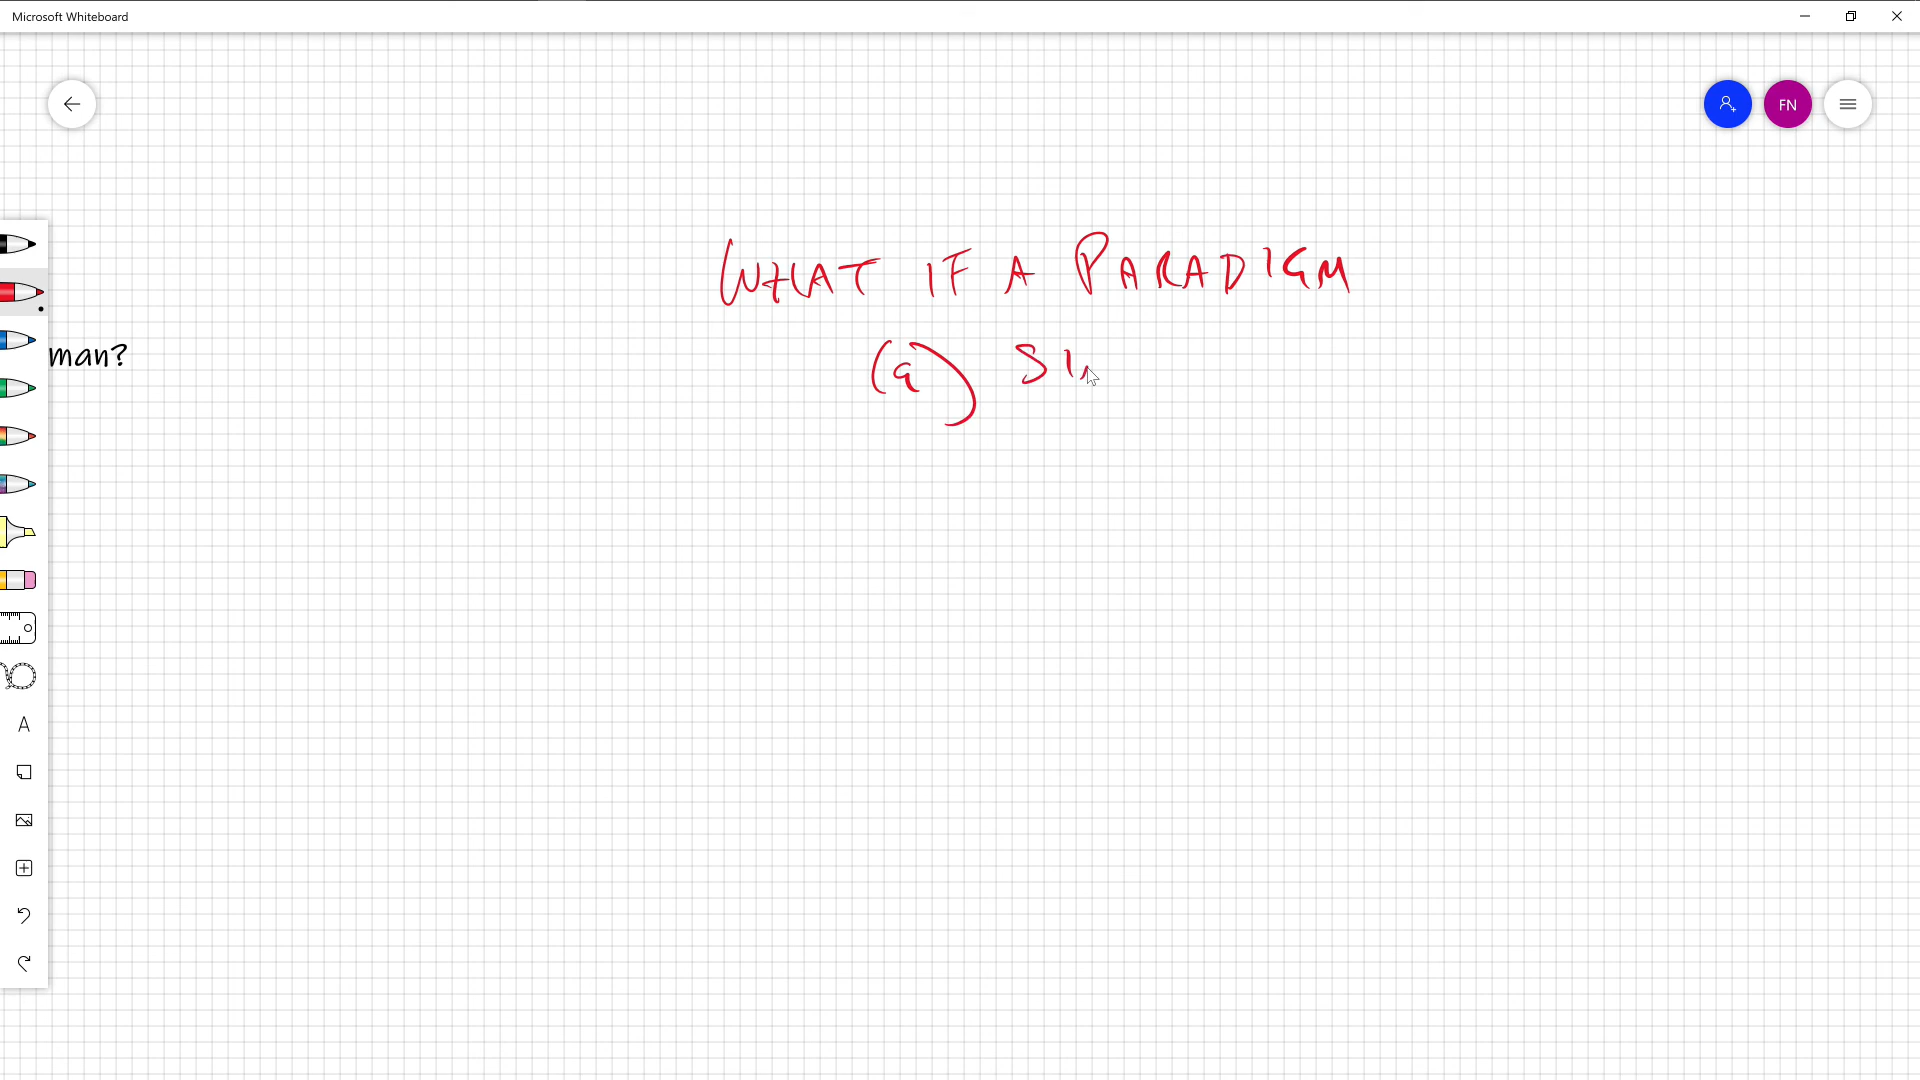 Microsoft Whiteboard
FN
WHAT IF A PARADIGM
man?
(a)
A